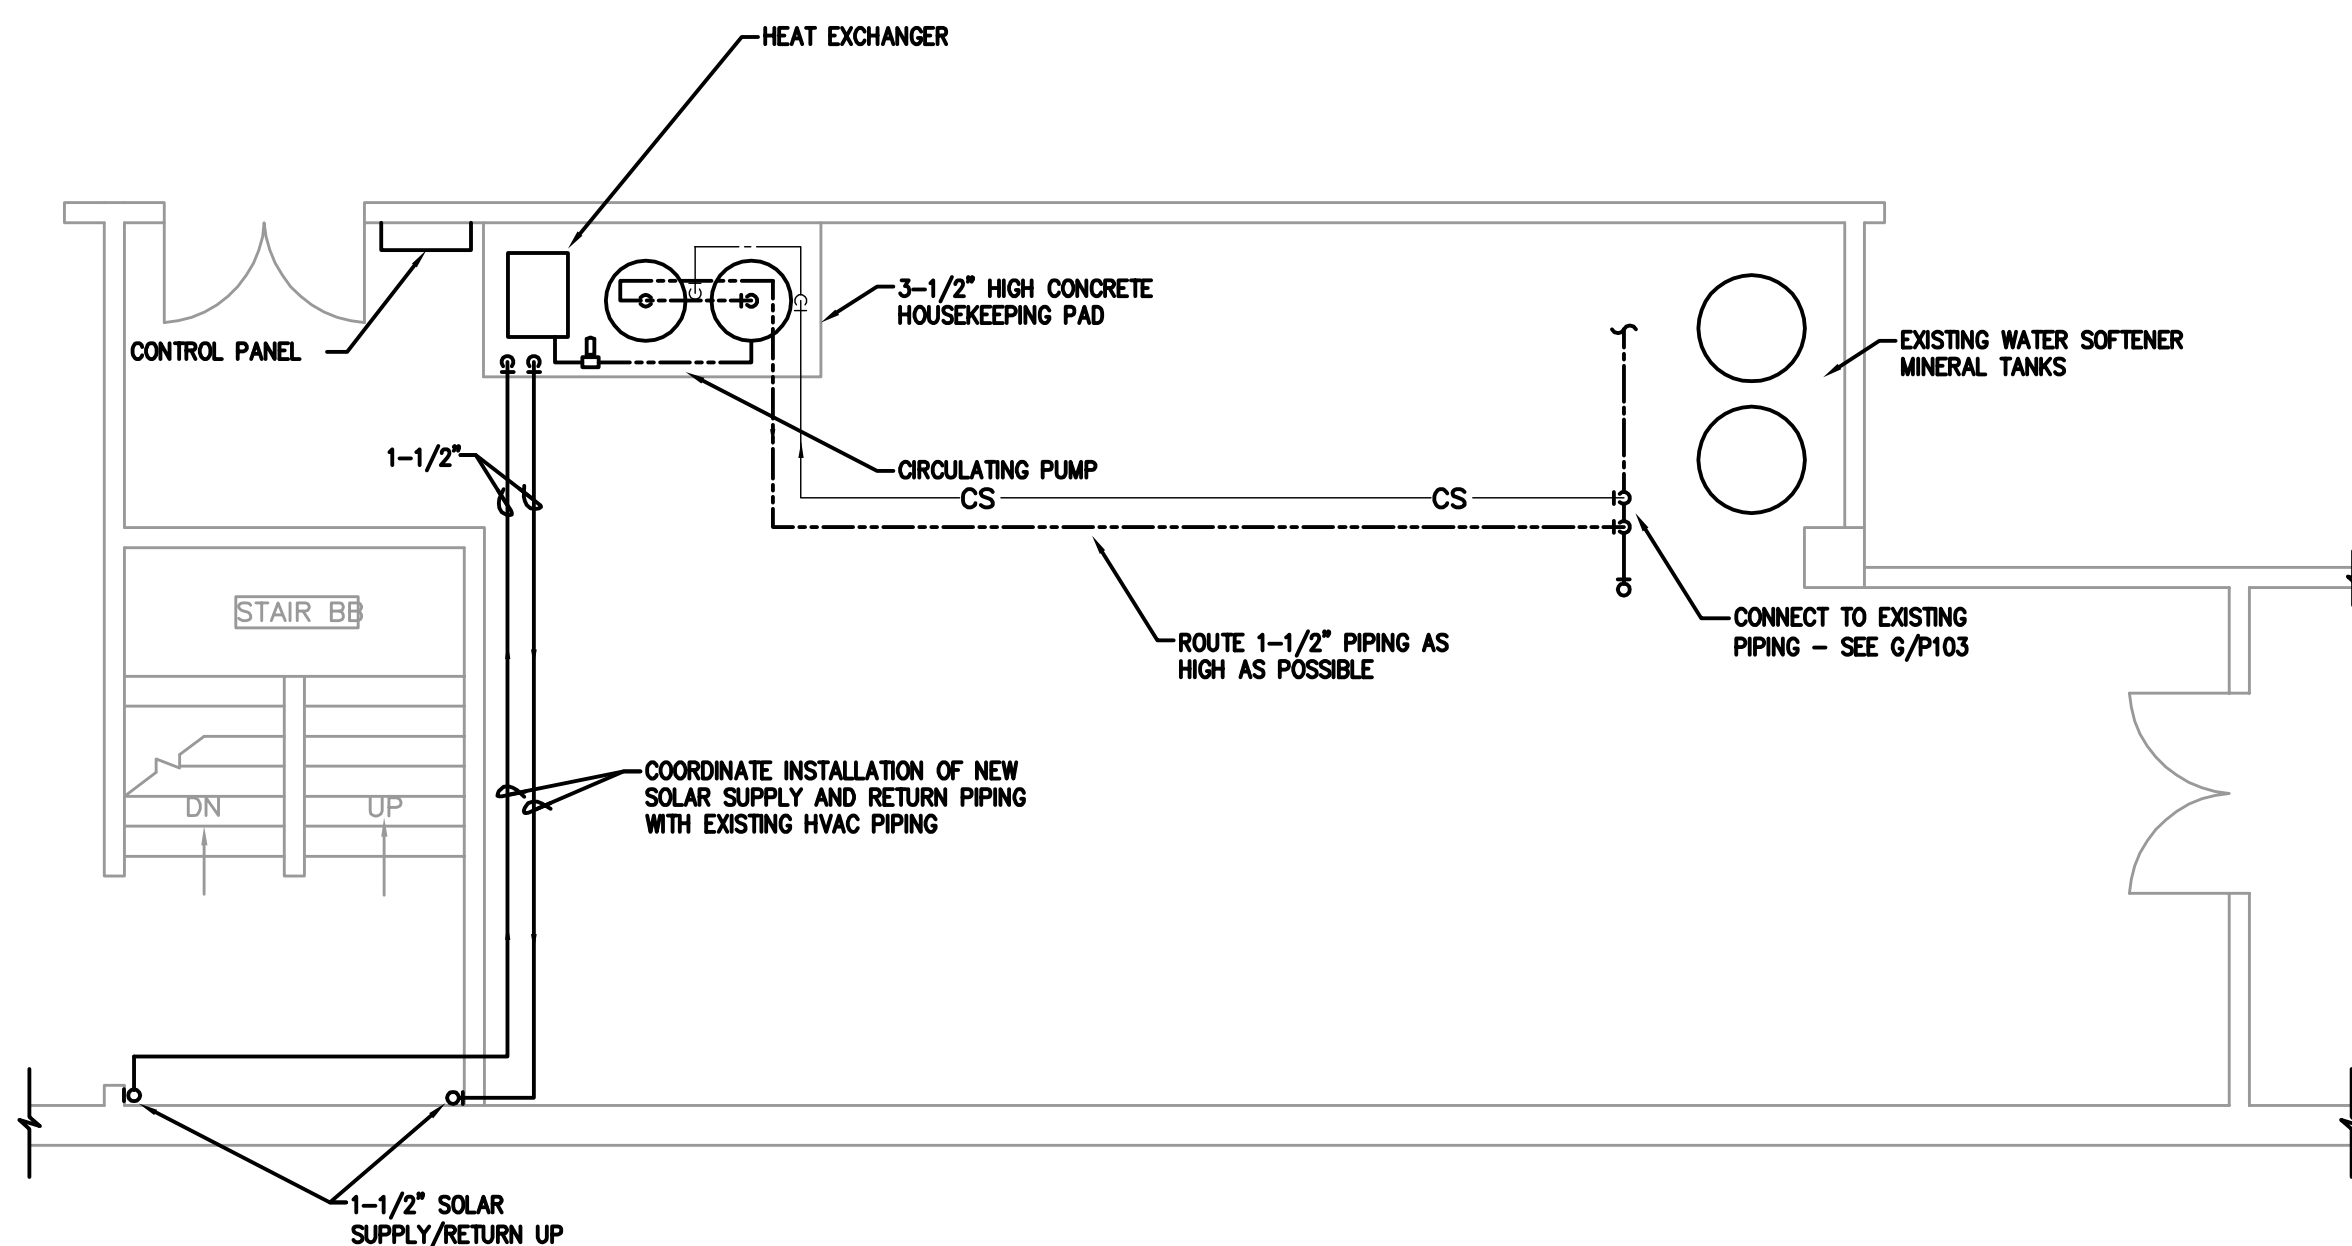 HEAT EXCHANGER
3-1/2" HIGH CONCRETE
HOUSEKEEPING PAD
CONTROL PANEL
EXISTING WATER SOFTENER
MINERAL TANKS
1-1/2"
CIRCULATING PUMP
CS
CS
STAIR BB
ROUTE 1-1/2" PIPING AS
HIGH AS POSSIBLE
CONNECT TO EXISTING
PIPING - SEE G/P103
COORDINATE INSTALLATION OF NEW
SOLAR SUPPLY AND RETURN PIPING
WITH EXISTING HVAC PIPING
DN
UP
1-1/2" SOLAR
SUPPLY/RETURN UP